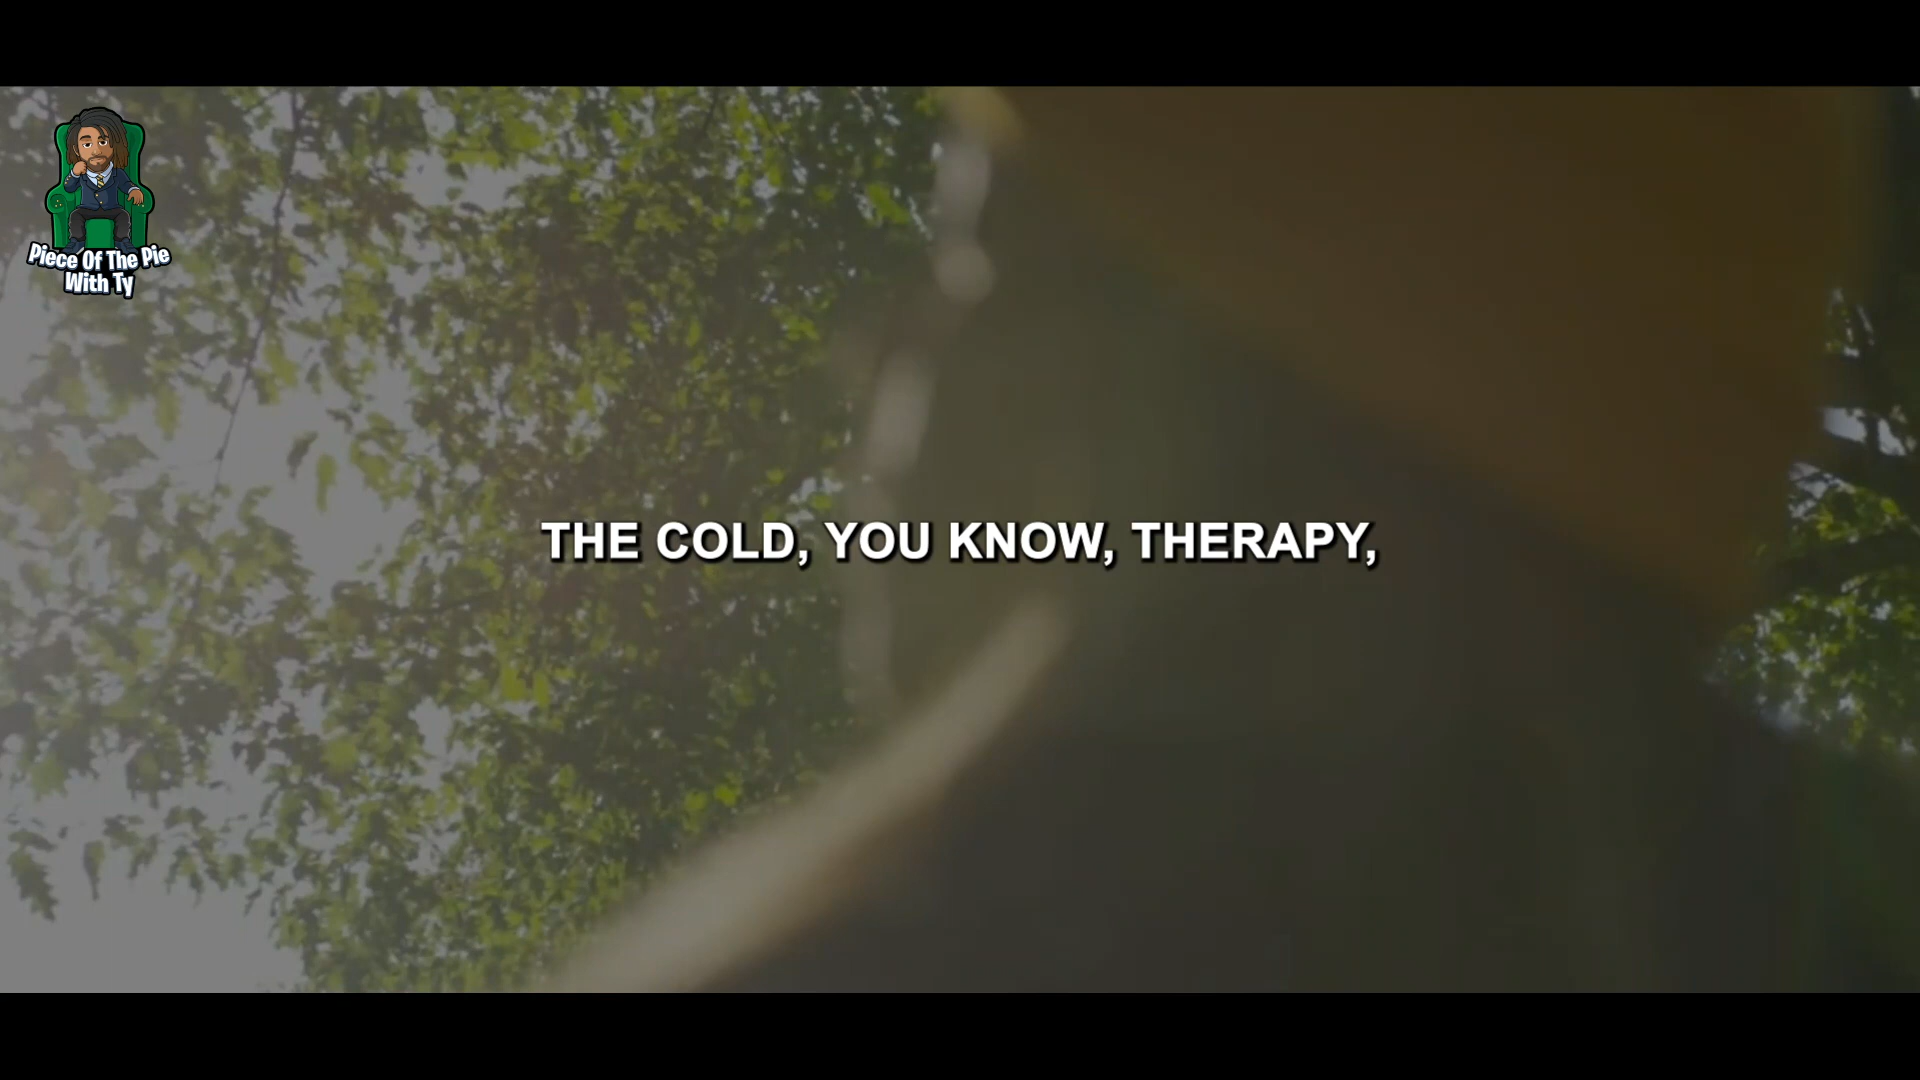 Piece Of The Pie
With Ty
THE COLD, YOU KNOW, THERAPY,